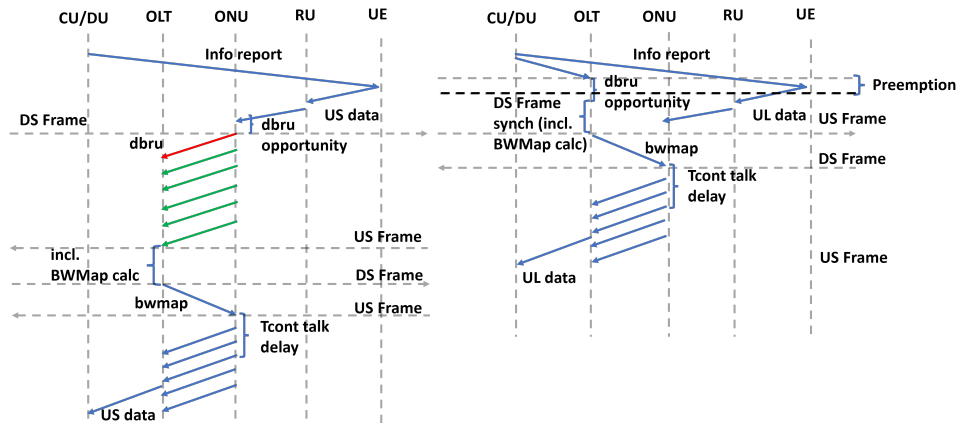 CU/DU OLT ONU RU UE
Info report
US data
DS Frame
dbru
dbru
opportunity
US Frame
incl.
BWMap calc
DS Frame
bwmap
US Frame
Tcont talk
delay
US data
CU/DU OLT ONU RU UE
Info report
dbru
opportunity
Preemption
DS Frame
synch (incl.
BWMap calc)
UL data
US Frame
bwmap
DS Frame
Tcont talk
delay
US Frame
UL data